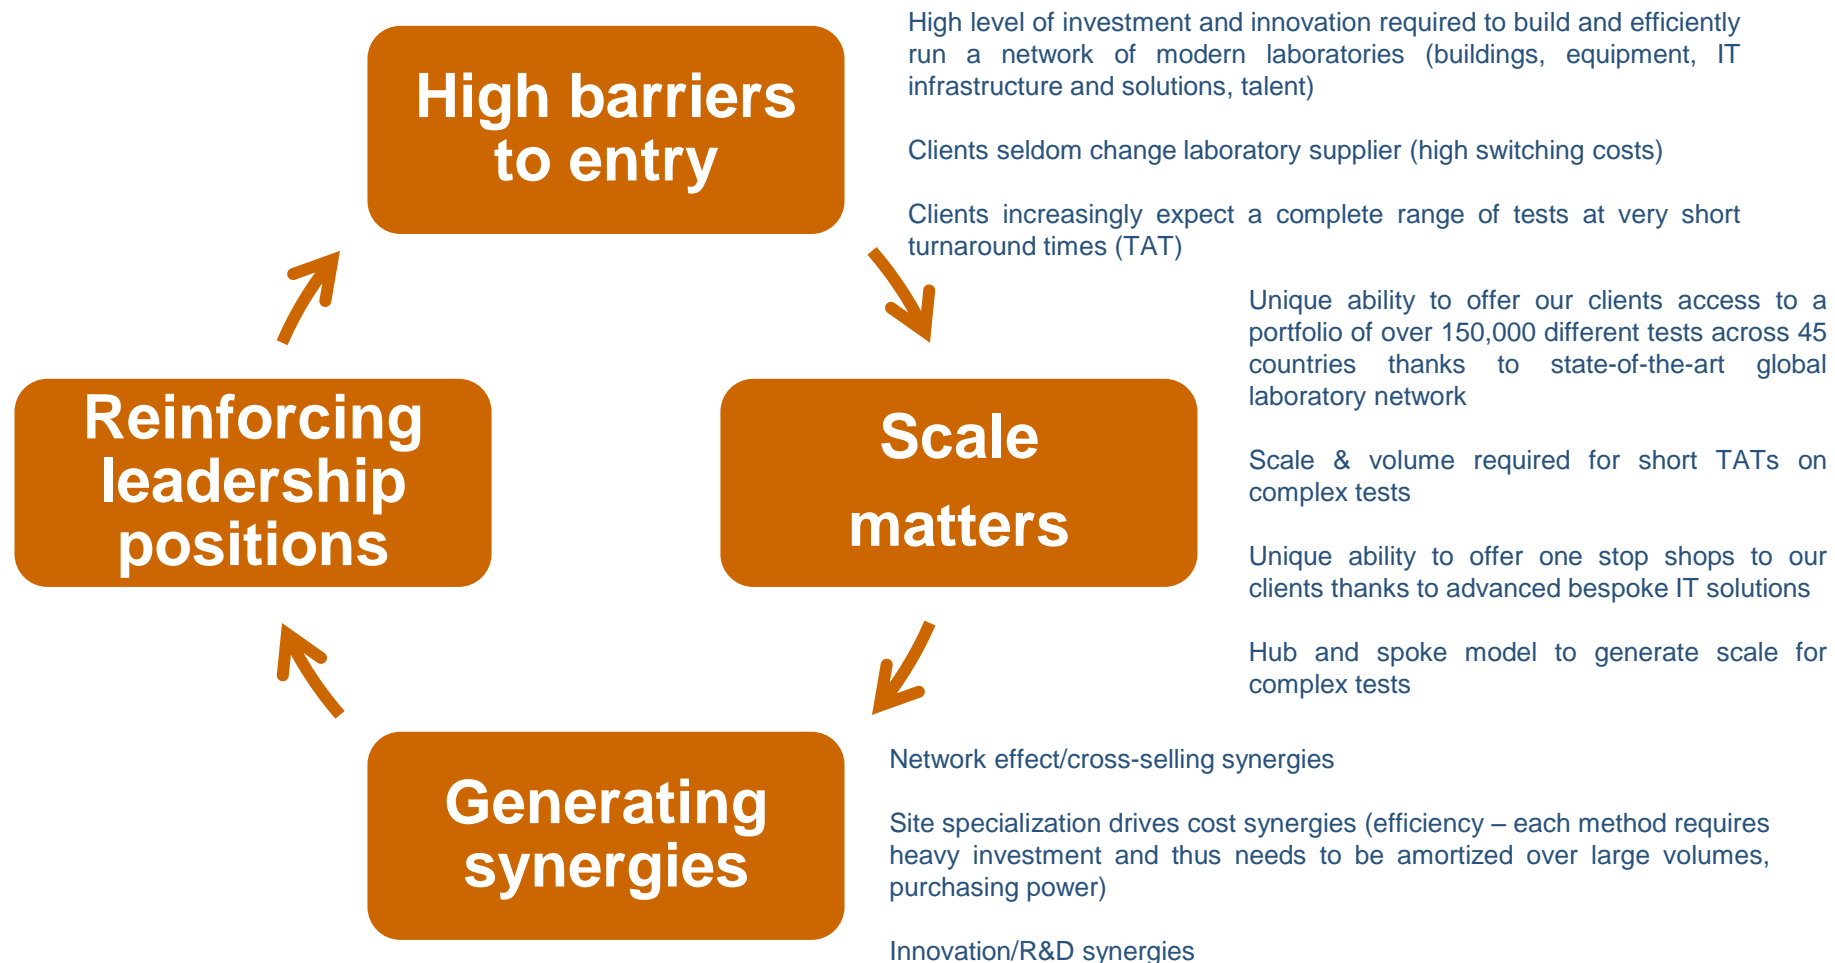 High barriers
to entry
High level of investment and innovation required to build and efficiently
run a network of modern laboratories (buildings, equipment, IT
infrastructure and solutions, talent)
Clients seldom change laboratory supplier (high switching costs)
Clients increasingly expect a complete range of tests at very short
turnaround times (TAT)
Scale
matters
Unique ability to offer our clients access to a
portfolio of over 150,000 different tests across 45
countries thanks to state-of-the-art global
laboratory network
Scale & volume required for short TATs on
complex tests
Unique ability to offer one stop shops to our
clients thanks to advanced bespoke IT solutions
Hub and spoke model to generate scale for
complex tests
Generating
synergies
Network effect/cross-selling synergies
Site specialization drives cost synergies (efficiency – each method requires
heavy investment and thus needs to be amortized over large volumes,
purchasing power)
Innovation/R&D synergies
Reinforcing
leadership
positions